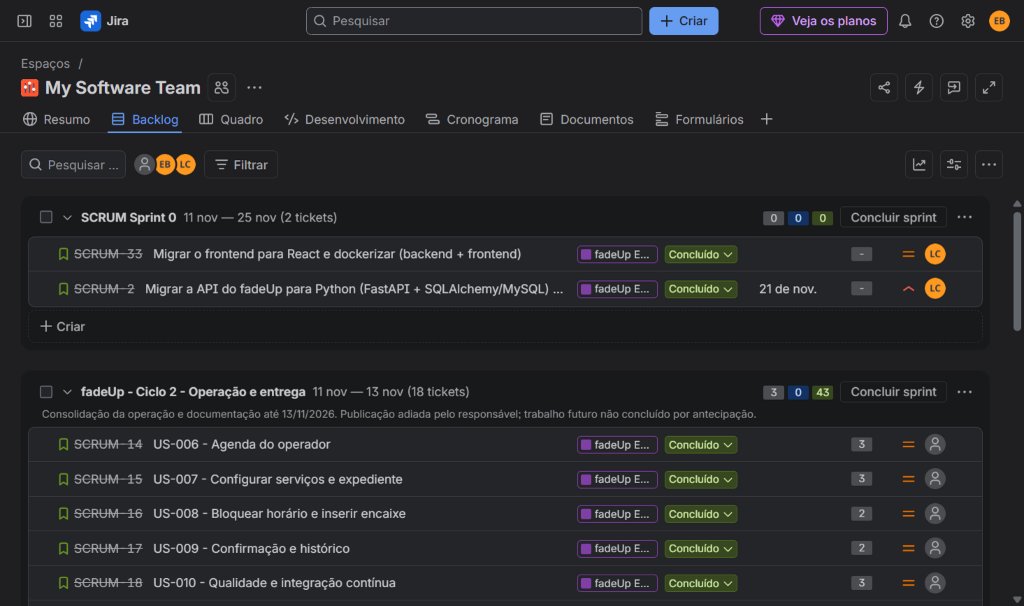 Jira
Pesquisar
Criar
Veja os planos
EB
Espaços /
My Software Team
Resumo Backlog Quadro Desenvolvimento Cronograma Documentos Formulários
Pesquisar ... EB LC Filtrar
SCRUM Sprint 0 11 nov — 25 nov (2 tickets) 0 0 0 Concluir sprint
SCRUM-33 Migrar o frontend para React e dockerizar (backend + frontend) fadeUp E... Concluído - LC
SCRUM-2 Migrar a API do fadeUp para Python (FastAPI + SQLAlchemy/MySQL) ... fadeUp E... Concluído 21 de nov. - LC
Criar
fadeUp - Ciclo 2 - Operação e entrega 11 nov — 13 nov (18 tickets) 3 0 43 Concluir sprint
Consolidação da operação e documentação até 13/11/2026. Publicação adiada pelo responsável; trabalho futuro não concluído por antecipação.
SCRUM-14 US-006 - Agenda do operador fadeUp E... Concluído 3
SCRUM-15 US-007 - Configurar serviços e expediente fadeUp E... Concluído 3
SCRUM-16 US-008 - Bloquear horário e inserir encaixe fadeUp E... Concluído 2
SCRUM-17 US-009 - Confirmação e histórico fadeUp E... Concluído 2
SCRUM-18 US-010 - Qualidade e integração contínua fadeUp E... Concluído 3